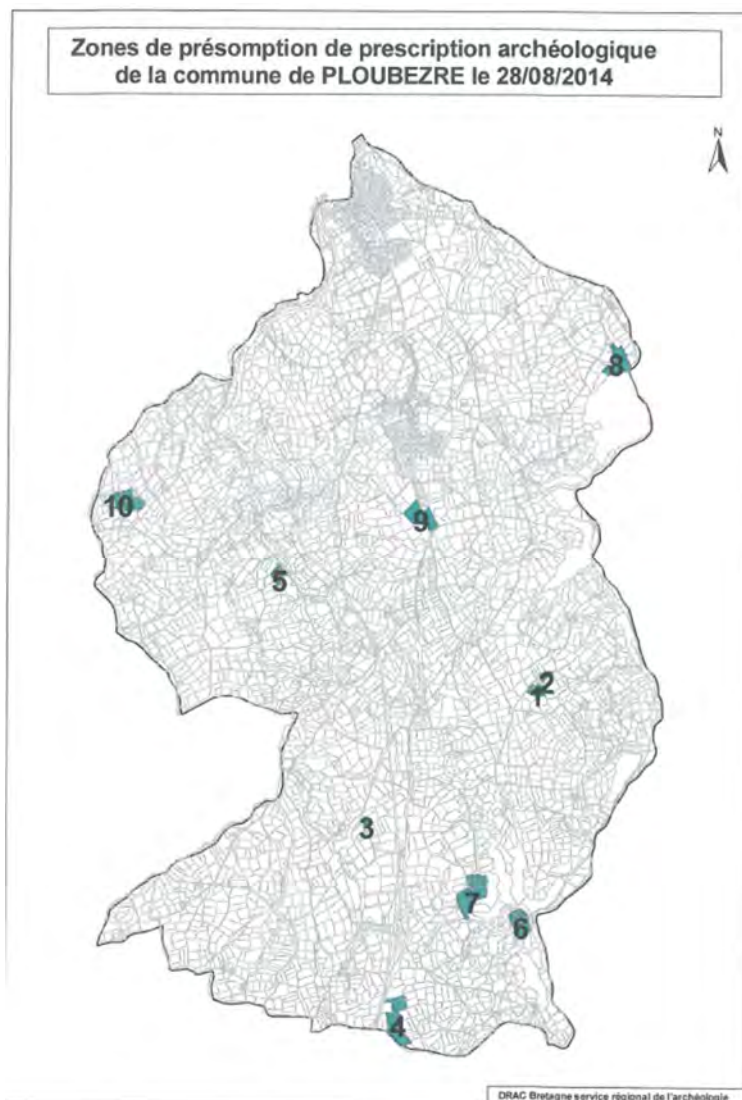 Zones de présomption de prescription archéologique
de la commune de PLOUBEZRE le 28/08/2014
N
8
10
9
5
2
1
3
7
6
4
DRAC Bretagne service régional de l'archéologie